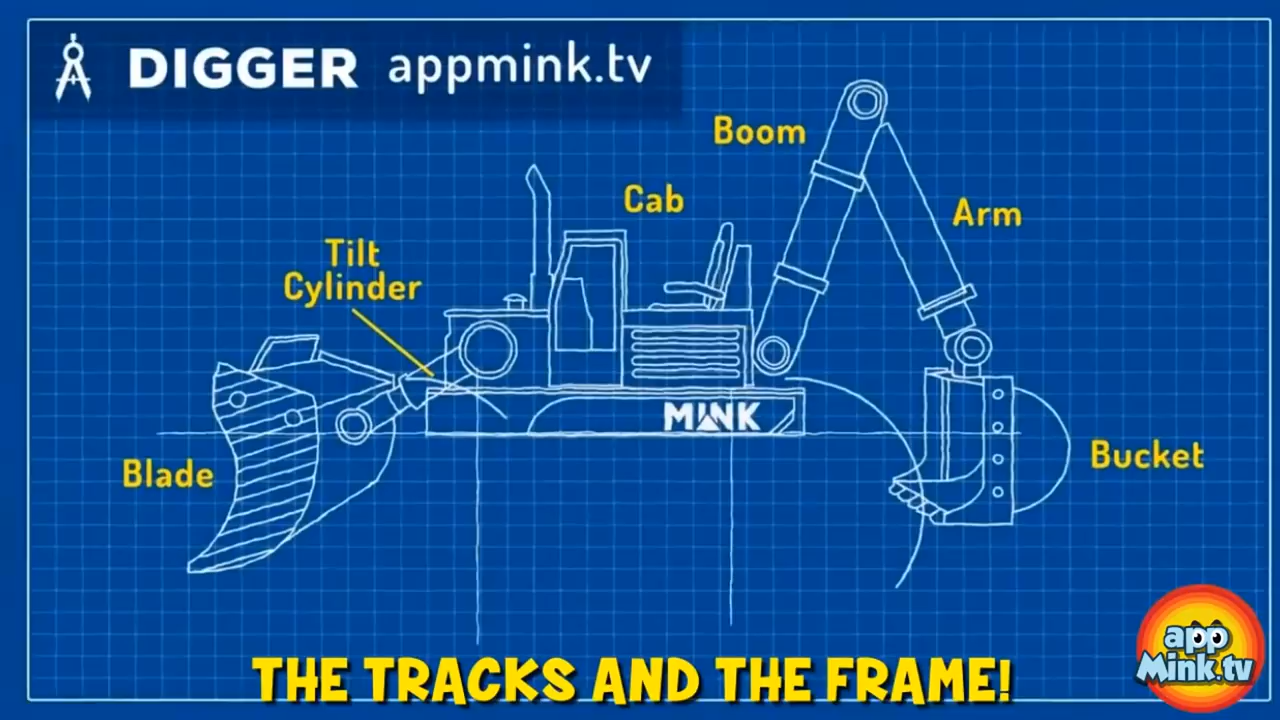 DIGGER appmink.tv
Boom
Cab
Arm
Tilt
Cylinder
MINK
Blade
Bucket
THE TRACKS AND THE FRAME!
app
Mink.tv